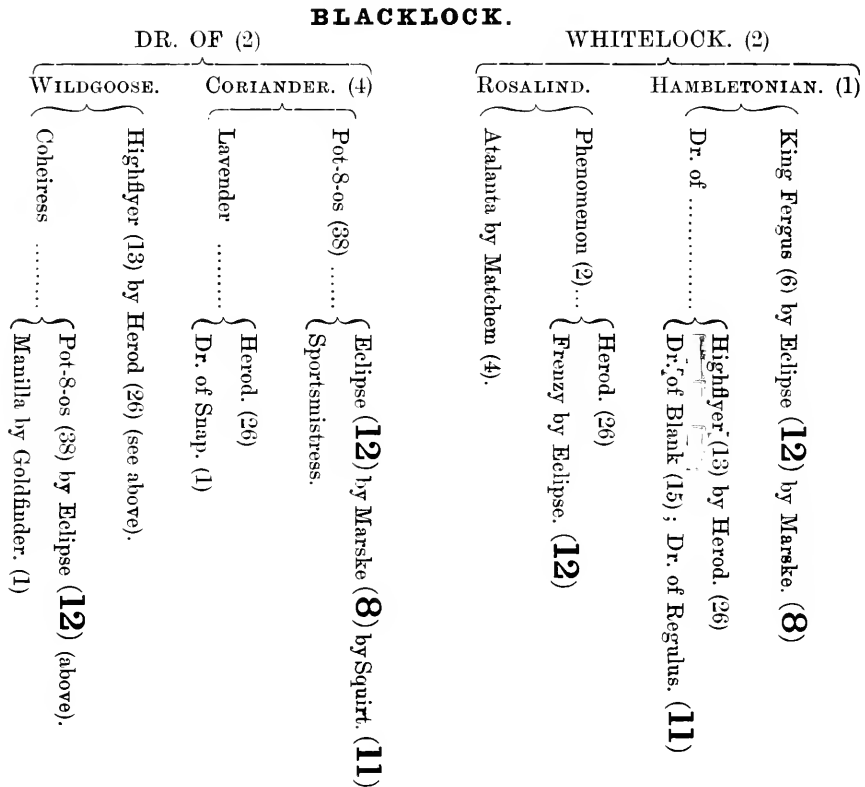 BLACKLOCK.
DR. OF (2)
WHITELOCK. (2)
WILDGOOSE.
CORIANDER. (4)
ROSALIND.
HAMBLETONIAN. (1)
King Fergus (6) by Eclipse (12) by Marske. (8)
Dr. of ..........
Highflyer (13) by Herod. (26)
Dr. of Blank (15); Dr. of Regulus. (11)
Phenomenon (2)...
Herod. (26)
Frenzy by Eclipse. (12)
Atalanta by Matchem (4).
Pot-8-os (38) ......
Eclipse (12) by Marske (8) by Squirt. (11)
Sportsmistress.
Lavender .........
Herod. (26)
Dr. of Snap. (1)
Highflyer (13) by Herod (26) (see above).
Coheiress ........
Pot-8-os (38) by Eclipse (12) (above).
Manilla by Goldfinder. (1)